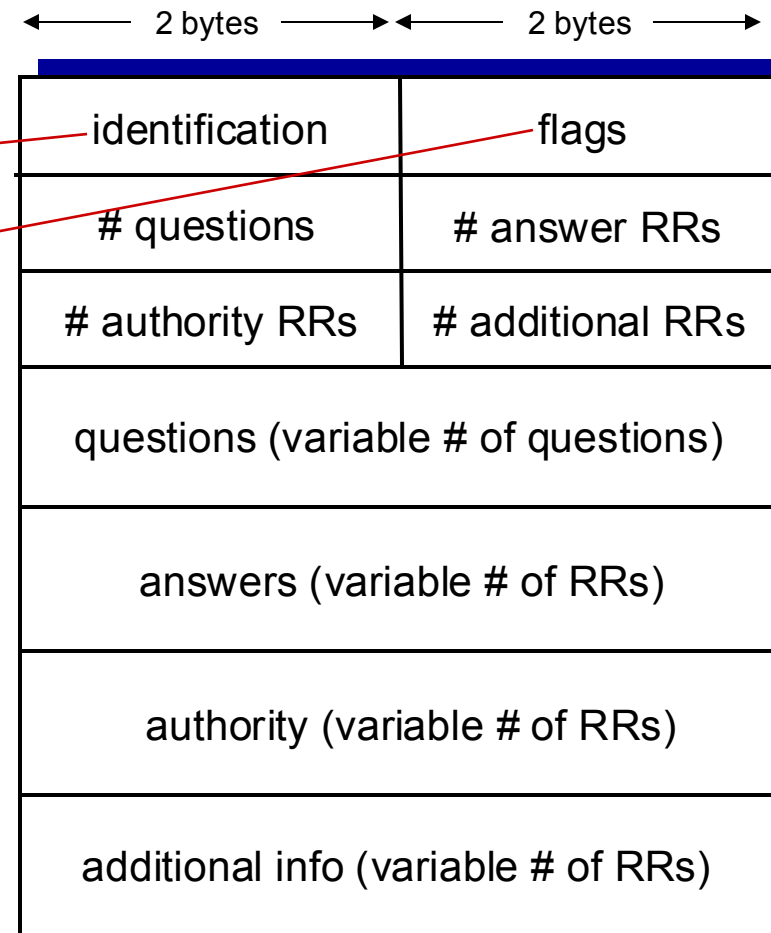 2 bytes 2 bytes
identification flags
# questions # answer RRs
# authority RRs # additional RRs
questions (variable # of questions)
answers (variable # of RRs)
authority (variable # of RRs)
additional info (variable # of RRs)